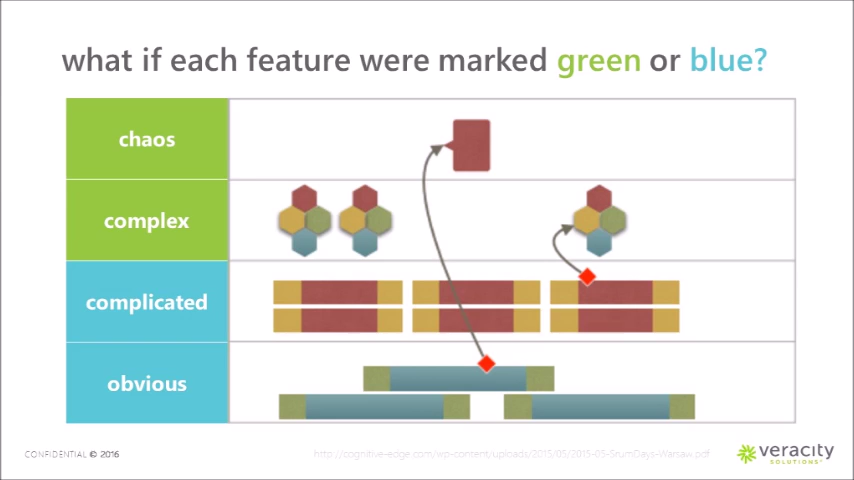 what if each feature were marked green or blue?
chaos
complex
complicated
obvious
CONFIDENTIAL © 2016
http://cognitive-edge.com/wp-content/uploads/2015/05/2015-05-StumDays-Warsaw.pdf
veracity
SOLUTIONS